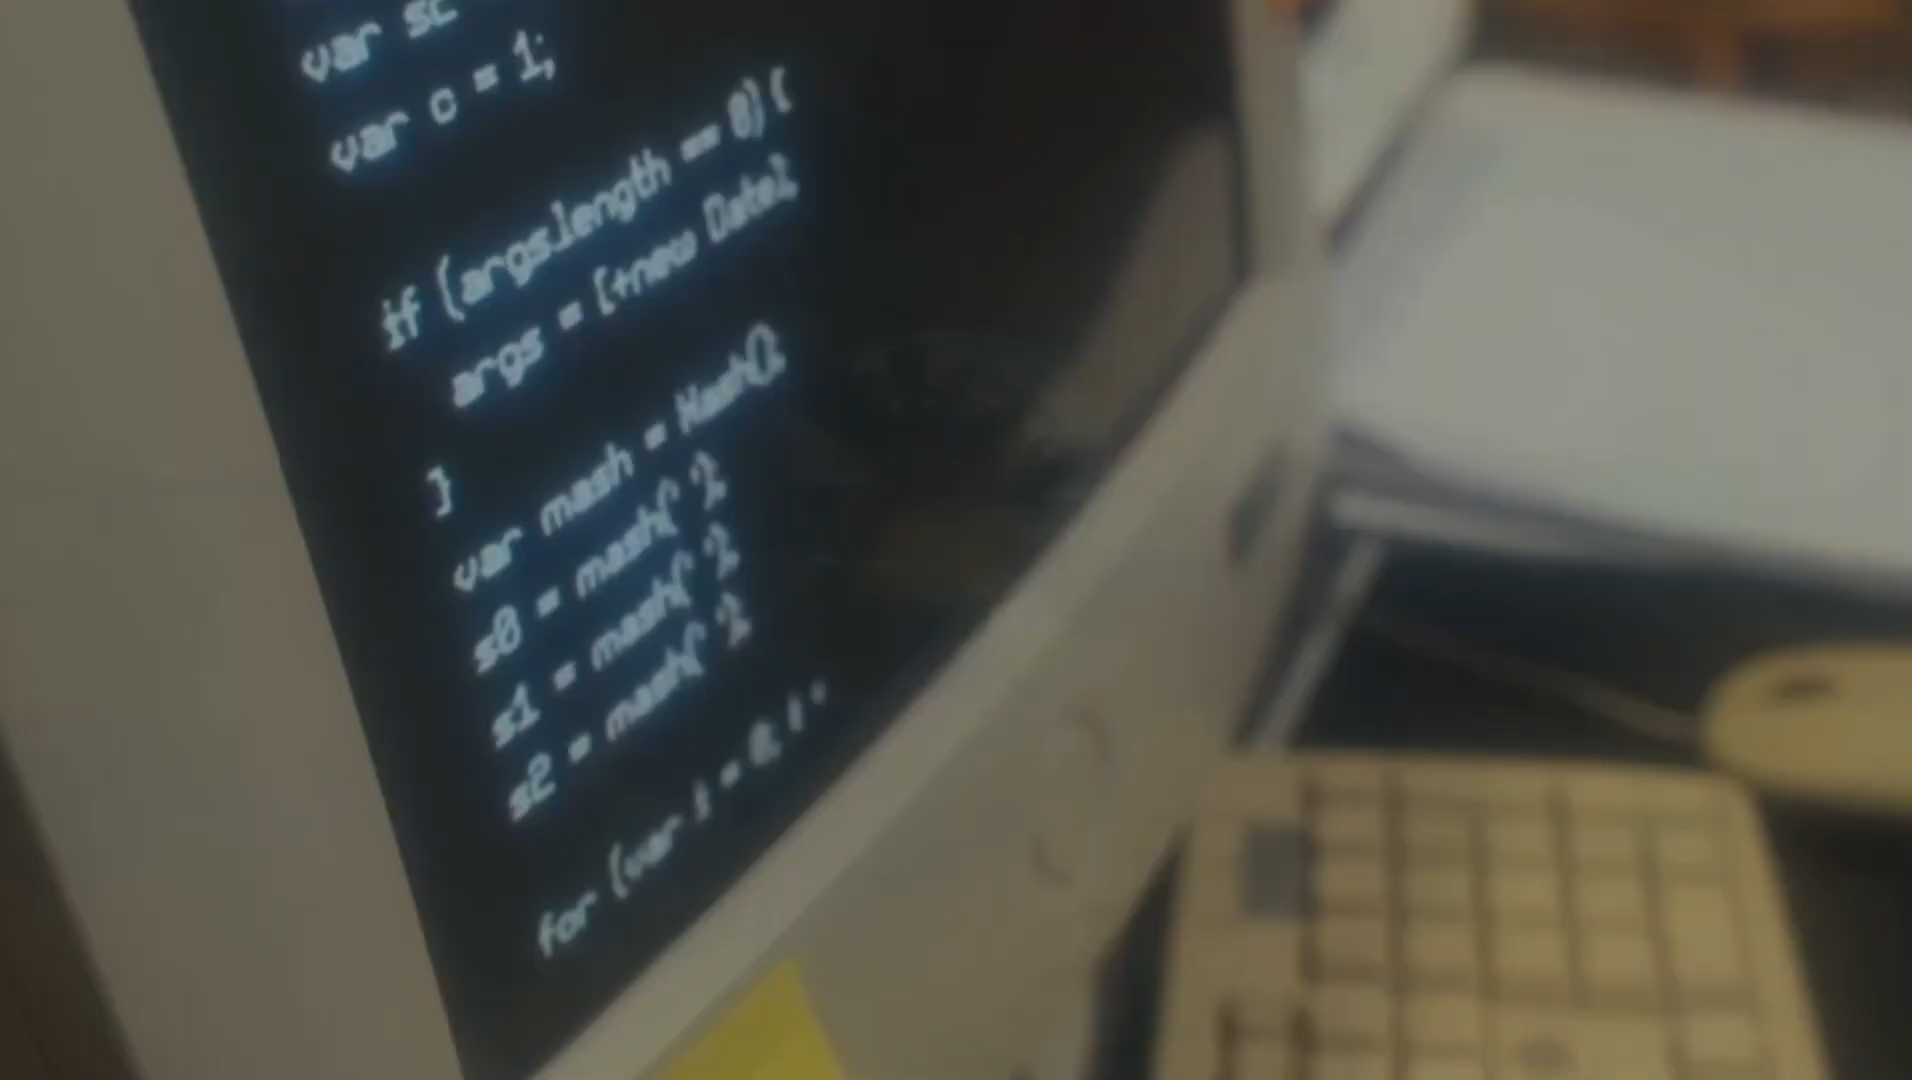 var sc
var c = 1;
if (args.length == 0) {
args = [+new Date];
}
var mash = Mash();
s0 = mash(' ');
s1 = mash(' ');
s2 = mash(' ');
for (var i = 0; i <